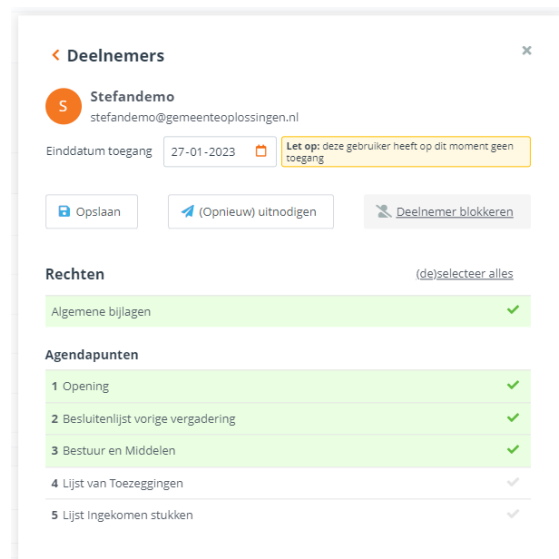 Deelnemers
S
Stefandemo
stefandemo@gemeenteoplossingen.nl
Einddatum toegang
27-01-2023
Let op: deze gebruiker heeft op dit moment geen
toegang
Opslaan
(Opnieuw) uitnodigen
Deelnemer blokkeren
Rechten
(de)selecteer alles
Algemene bijlagen
Agendapunten
1 Opening
2 Besluitenlijst vorige vergadering
3 Bestuur en Middelen
4 Lijst van Toezeggingen
5 Lijst Ingekomen stukken